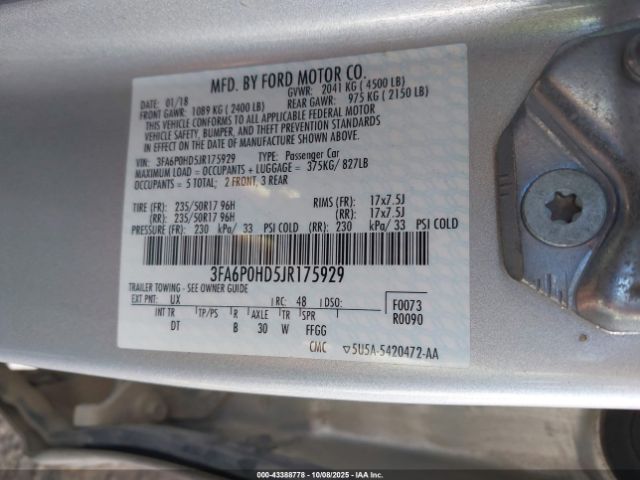 MFD. BY FORD MOTOR CO.
DATE: 01/18 GVWR: 2041 KG ( 4500 LB)
FRONT GAWR: 1089 KG ( 2400 LB) REAR GAWR: 975 KG ( 2150 LB)
THIS VEHICLE CONFORMS TO ALL APPLICABLE FEDERAL MOTOR
VEHICLE SAFETY, BUMPER, AND THEFT PREVENTION STANDARDS
IN EFFECT ON THE DATE OF MANUFACTURE SHOWN ABOVE.
VIN: 3FA6P0HD5JR175929 TYPE: Passenger Car
MAXIMUM LOAD = OCCUPANTS + LUGGAGE = 375KG/ 827LB
OCCUPANTS = 5 TOTAL; 2 FRONT, 3 REAR
TIRE (FR): 235/50R17 96H RIMS (FR): 17x7.5J
(RR): 235/50R17 96H (RR): 17x7.5J
PRESSURE (FR): 230 kPa/ 33 PSI COLD (RR): 230 kPa/ 33 PSI COLD
3FA6P0HD5JR175929
TRAILER TOWING - SEE OWNER GUIDE
EXT PNT: UX RC: 48 DSO: F0073
INT TR TP/PS R AXLE TR SPR R0090
DT B 30 W FFGG
CMC ▽5U5A-5420472-AA
000-43388778 - 10/08/2025 - IAAI.COM